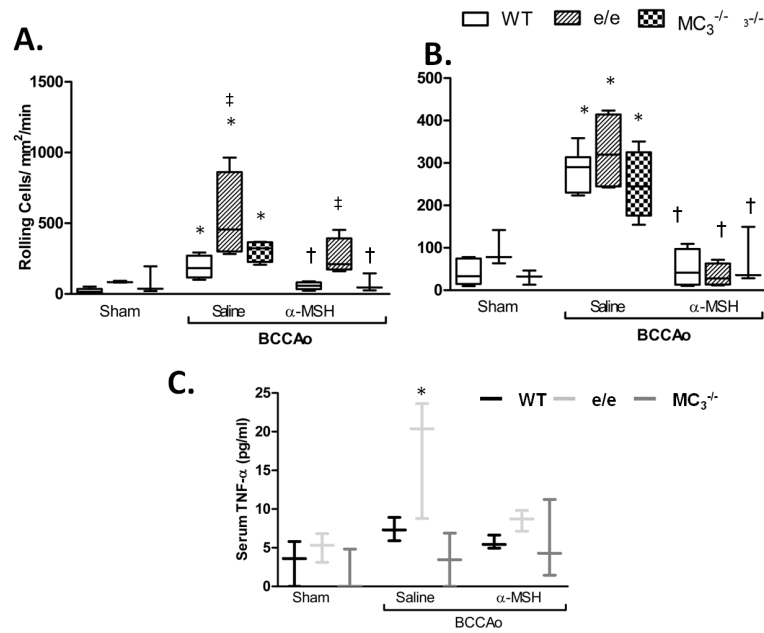 WT e/e MC₃⁻/⁻ ₃⁻/⁻
A.
B.
Rolling Cells/ mm²/min
1500
1000
500
0
‡
*
*
*
‡
†
†
Sham
Saline
α-MSH
BCCAo
500
400
300
200
100
0
*
*
*
†
†
†
Sham
Saline
α-MSH
BCCAo
C.
WT e/e MC₃⁻/⁻
Serum TNF-α (pg/ml)
25
20
15
10
5
0
*
Sham
Saline
α-MSH
BCCAo